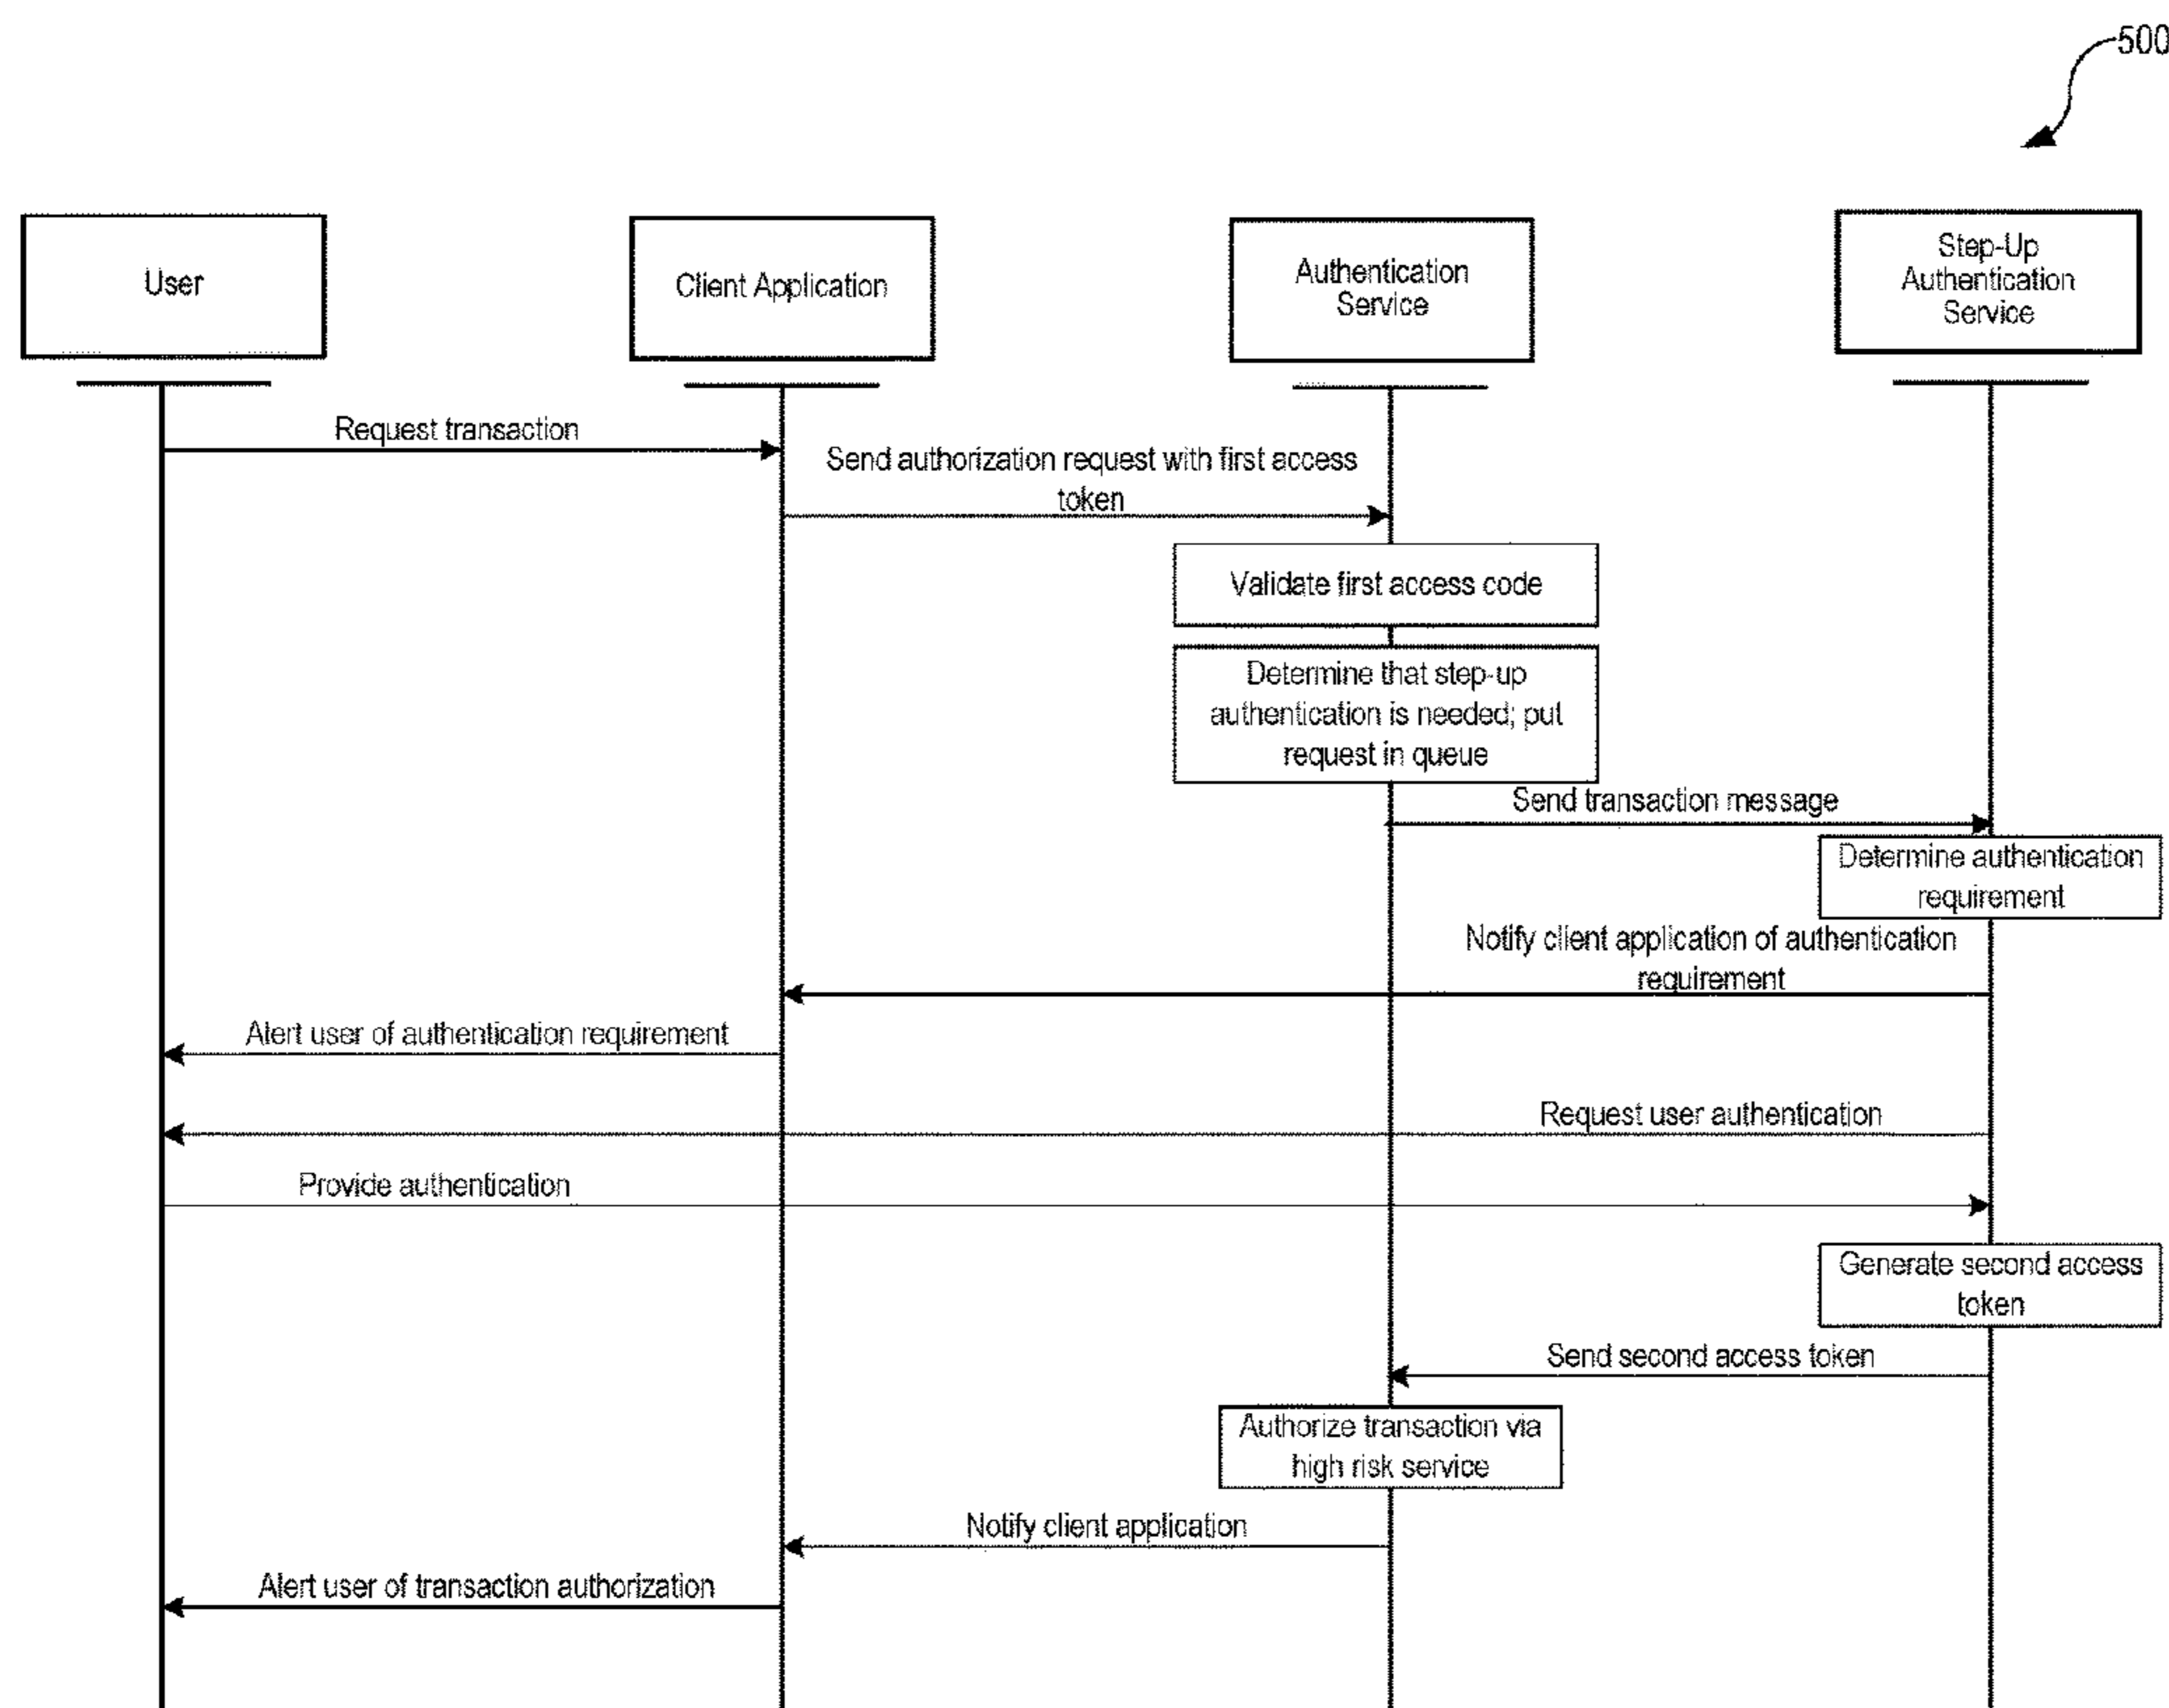 500
User
Client Application
Authentication
Service
Step-Up
Authentication
Service
Request transaction
Send authorization request with first access
token
Validate first access code
Determine that step-up
authentication is needed; put
request in queue
Send transaction message
Determine authentication
requirement
Notify client application of authentication
requirement
Alert user of authentication requirement
Request user authentication
Provide authentication
Generate second access
token
Send second access token
Authorize transaction via
high risk service
Notify client application
Alert user of transaction authorization